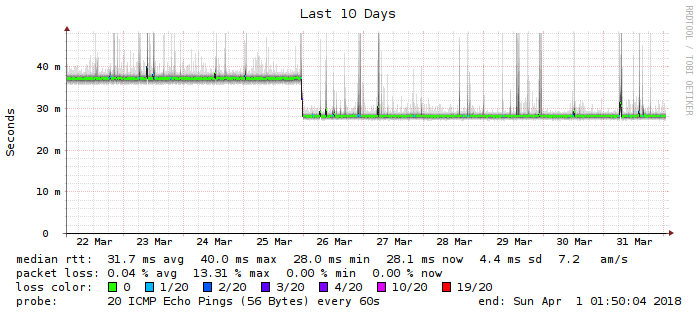 Last 10 Days
RRDTOOL / TOBI OETIKER
Seconds
40 m
30 m
20 m
10 m
0
22 Mar 23 Mar 24 Mar 25 Mar 26 Mar 27 Mar 28 Mar 29 Mar 30 Mar 31 Mar
median rtt: 31.7 ms avg 40.0 ms max 28.0 ms min 28.1 ms now 4.4 ms sd 7.2 am/s
packet loss: 0.04 % avg 13.31 % max 0.00 % min 0.00 % now
loss color: 0 1/20 2/20 3/20 4/20 10/20 19/20
probe: 20 ICMP Echo Pings (56 Bytes) every 60s end: Sun Apr 1 01:50:04 2018